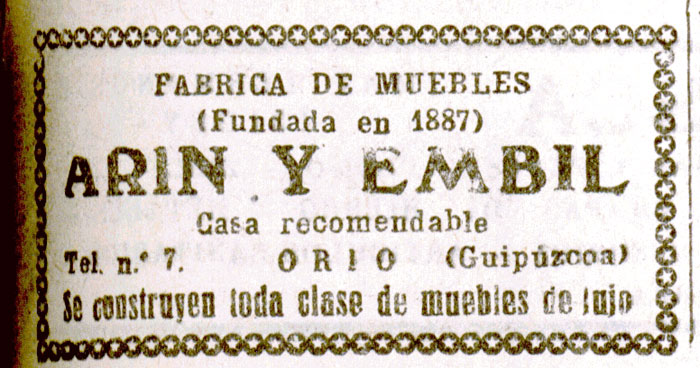 FABRICA DE MUEBLES
(Fundada en 1887)
ARIN Y EMBIL
Casa recomendable
Tel. n.° 7. ORIO (Guipúzcoa)
Se construyen toda clase de muebles de lujo